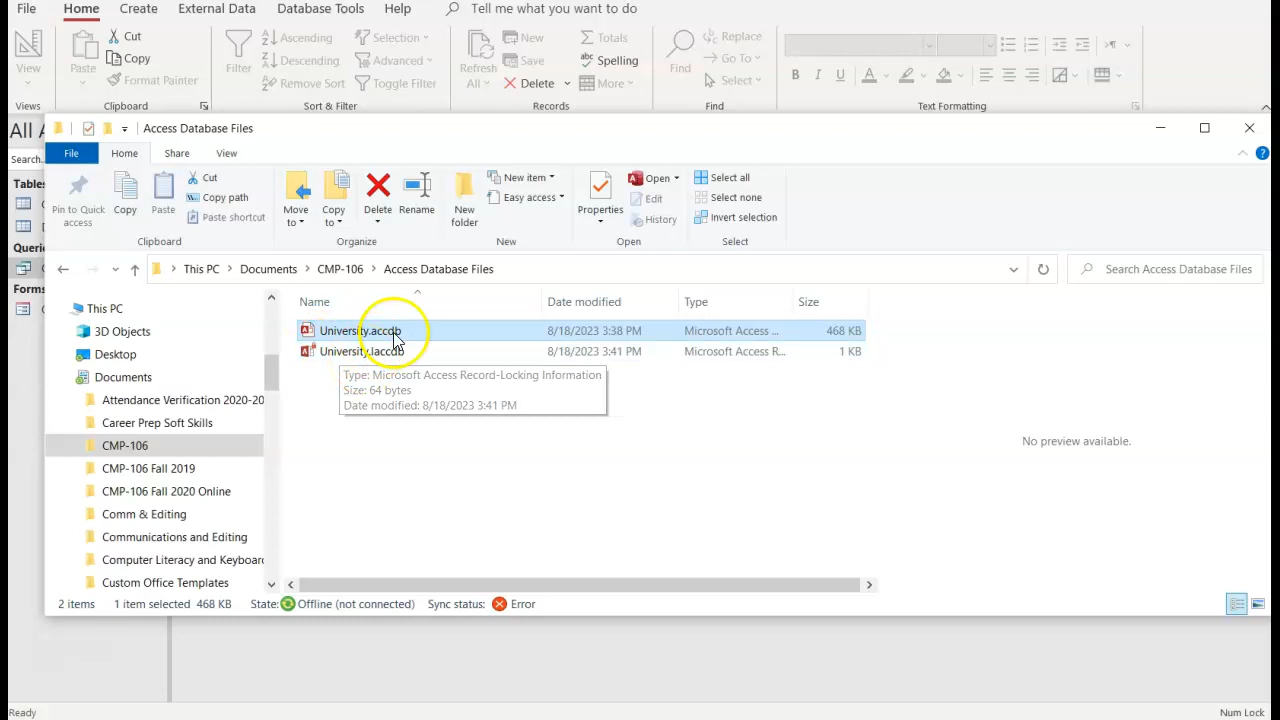 File Home Create External Data Database Tools Help Tell me what you want to do
View
Views
Paste
Cut
Copy
Format Painter
Clipboard
Filter
Ascending
Descending
Selection
Advanced
Toggle Filter
Sort & Filter
Refresh
All
New
Save
Delete
Totals
Spelling
More
Records
Find
Replace
Go To
Select
Find
B I U A
Text Formatting
All A
Search..
Tables
Queri
Forms
Ready
Num Lock
Access Database Files
File Home Share View
Pin to Quick
access
Copy
Paste
Cut
Copy path
Paste shortcut
Clipboard
Move
to
Copy
to
Delete
Rename
Organize
New
folder
New item
Easy access
New
Properties
Open
Edit
History
Open
Select all
Select none
Invert selection
Select
This PC > Documents > CMP-106 > Access Database Files
Search Access Database Files
This PC
3D Objects
Desktop
Documents
Attendance Verification 2020-20
Career Prep Soft Skills
CMP-106
CMP-106 Fall 2019
CMP-106 Fall 2020 Online
Comm & Editing
Communications and Editing
Computer Literacy and Keyboard
Custom Office Templates
Name Date modified Type Size
University.accdb 8/18/2023 3:38 PM Microsoft Access ... 468 KB
University.laccdb 8/18/2023 3:41 PM Microsoft Access R... 1 KB
Type: Microsoft Access Record-Locking Information
Size: 64 bytes
Date modified: 8/18/2023 3:41 PM
No preview available.
2 items 1 item selected 468 KB State: Offline (not connected) Sync status: Error